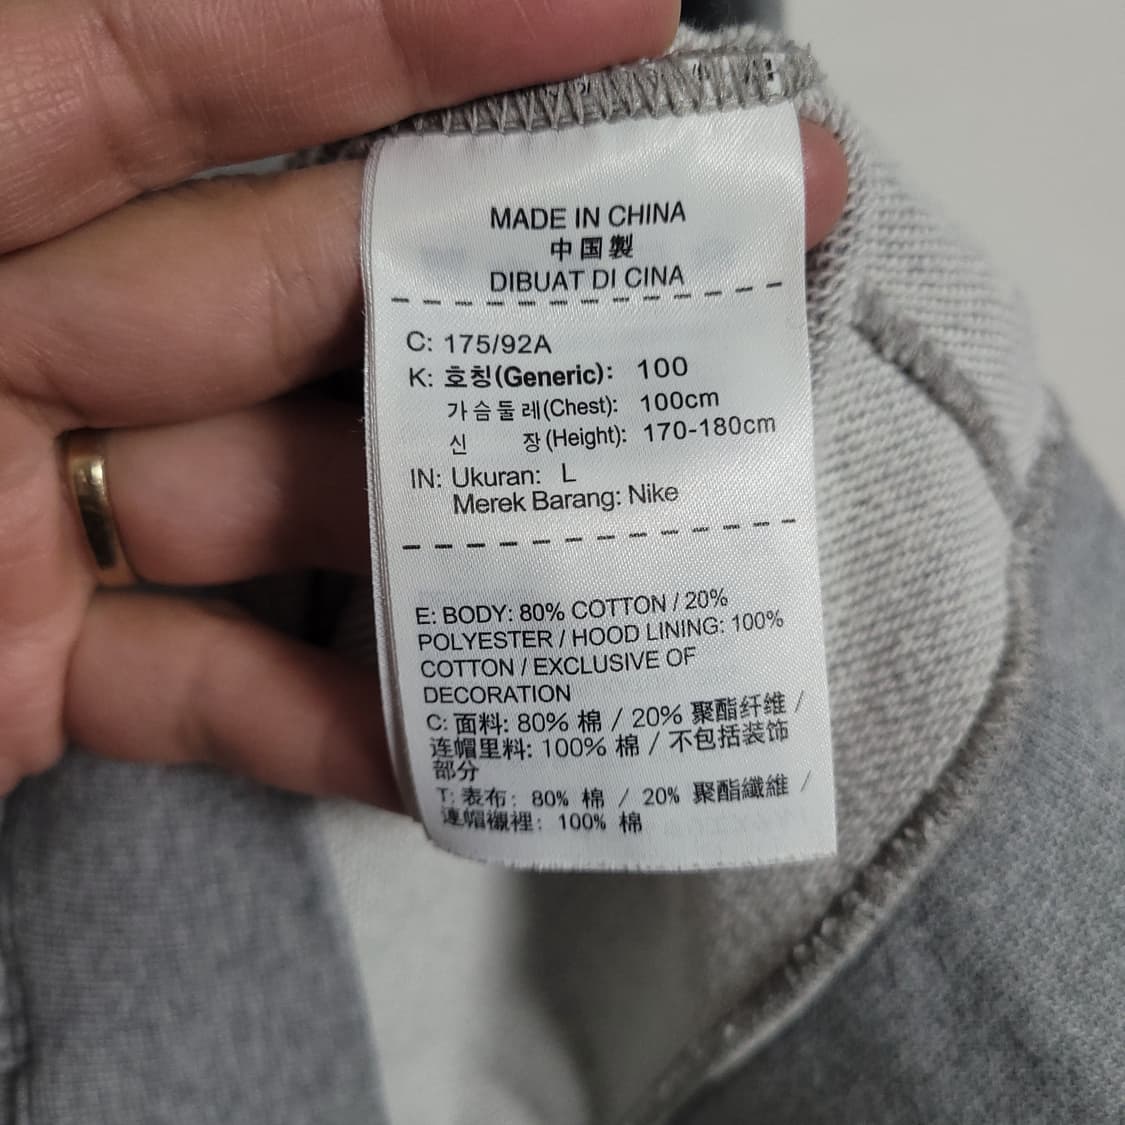 MADE IN CHINA
中国製
DIBUAT DI CINA
C: 175/92A
K: 호칭(Generic): 100
가슴둘레(Chest): 100cm
신 장(Height): 170-180cm
IN: Ukuran: L
Merek Barang: Nike
E: BODY: 80% COTTON / 20%
POLYESTER / HOOD LINING: 100%
COTTON / EXCLUSIVE OF
DECORATION
C: 面料: 80% 棉 / 20% 聚酯纤维 /
连帽里料: 100% 棉 / 不包括装饰
部分
T: 表布: 80% 棉 / 20% 聚酯纖維 /
連帽襯裡: 100% 棉